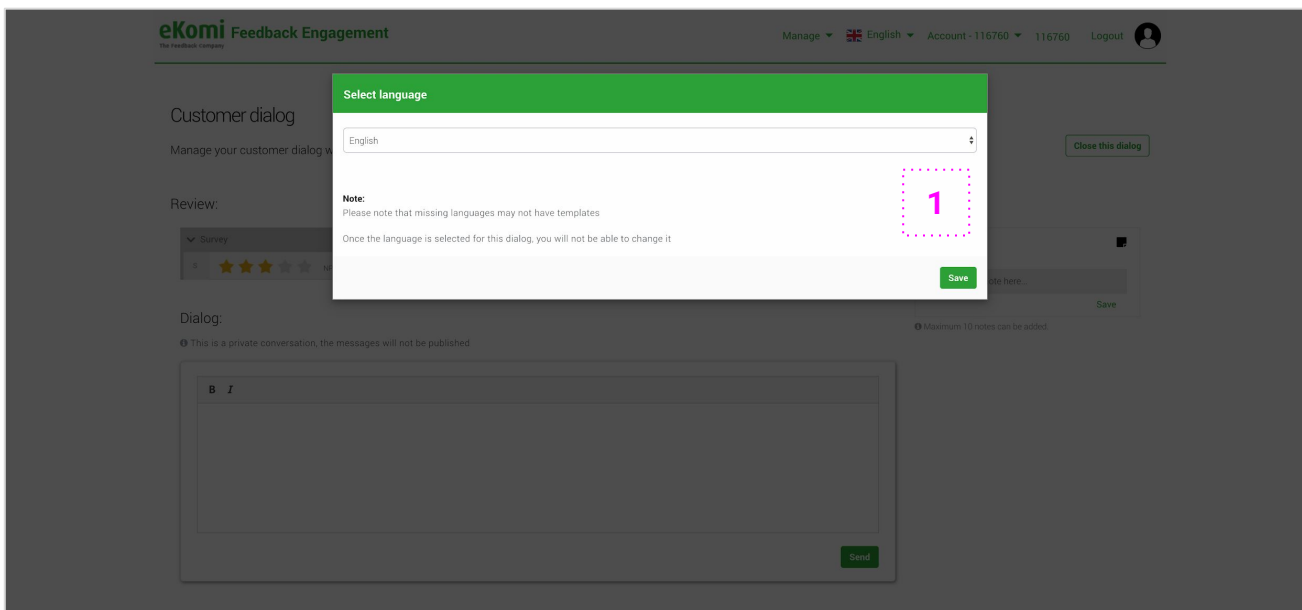 eKomi Feedback Engagement
The Feedback Company
Manage English Account - 116760 116760 Logout
Select language
Customer dialog
English
Manage your customer dialog w
Close this dialog
1
Note:
Please note that missing languages may not have templates
Review:
Once the language is selected for this dialog, you will not be able to change it
Survey
Save
ote here...
Save
Dialog:
Maximum 10 notes can be added
This is a private conversation, the messages will not be published
B I
Send